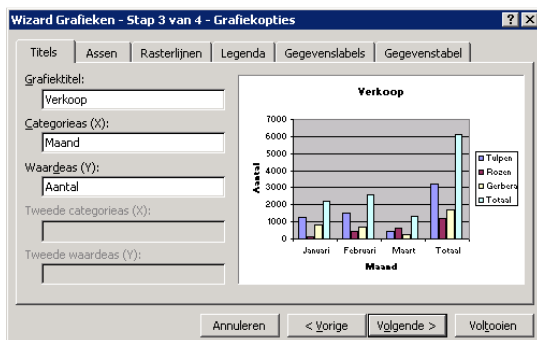 Wizard Grafieken - Stap 3 van 4 - Grafiekopties
Titels Assen Rasterlijnen Legenda Gegevenslabels Gegevenstabel
Grafiektitel:
Verkoop
Categorieas (X):
Maand
Waardeas (Y):
Aantal
Tweede categorieas (X):
Tweede waardeas (Y):
Verkoop
7000
6000
5000
4000
3000
2000
1000
0
Aantal
Januari Februari Maart Totaal
Maand
Tulpen
Rozen
Gerbera
Totaal
Annuleren < Vorige Volgende > Voltooien